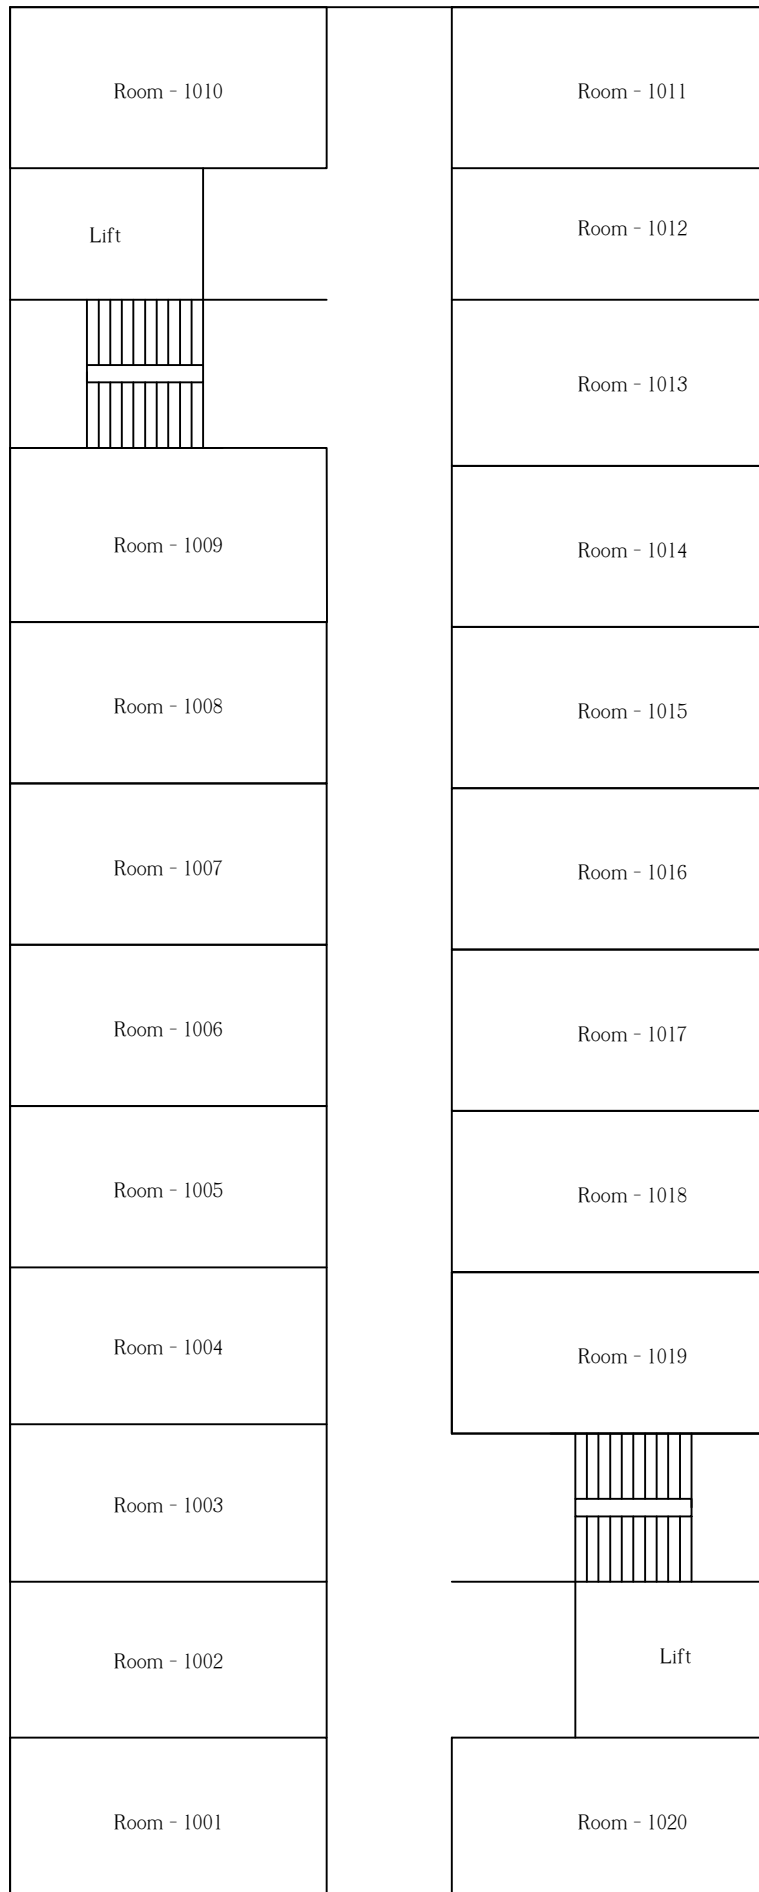 Room - 1010
Lift
Room - 1009
Room - 1008
Room - 1007
Room - 1006
Room - 1005
Room - 1004
Room - 1003
Room - 1002
Room - 1001
Room - 1011
Room - 1012
Room - 1013
Room - 1014
Room - 1015
Room - 1016
Room - 1017
Room - 1018
Room - 1019
Lift
Room - 1020